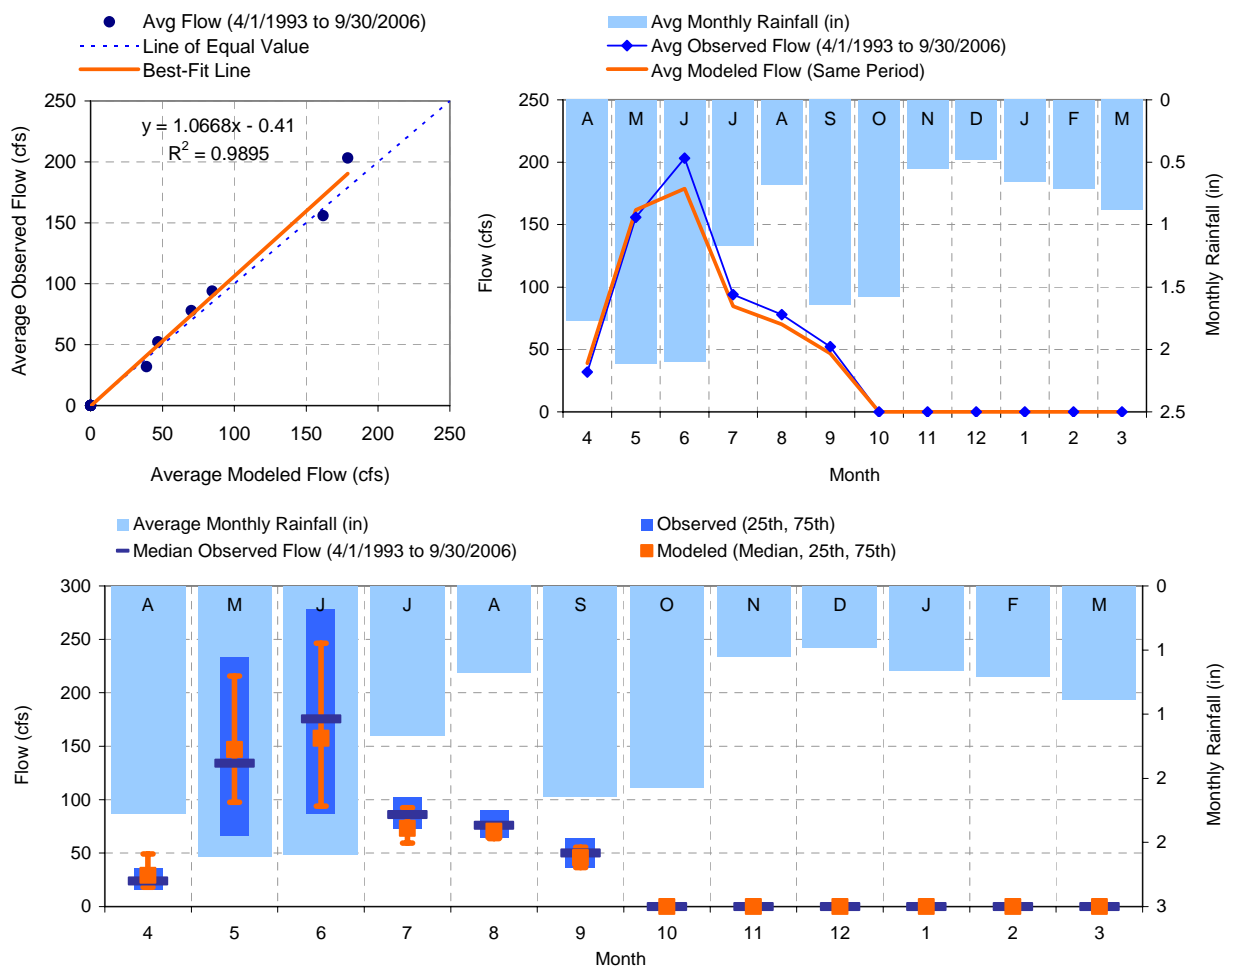 Avg Flow (4/1/1993 to 9/30/2006)
Line of Equal Value
Best-Fit Line
250
200
150
100
50
0
y = 1.0668x - 0.41
R² = 0.9895
0 50 100 150 200 250
Average Observed Flow (cfs)
Average Modeled Flow (cfs)
Avg Monthly Rainfall (in)
Avg Observed Flow (4/1/1993 to 9/30/2006)
Avg Modeled Flow (Same Period)
250
200
150
100
50
0
Flow (cfs)
A M J J A S O N D J F M
0
0.5
1
1.5
2
2.5
Monthly Rainfall (in)
4 5 6 7 8 9 10 11 12 1 2 3
Month
Average Monthly Rainfall (in)
Median Observed Flow (4/1/1993 to 9/30/2006)
Observed (25th, 75th)
Modeled (Median, 25th, 75th)
300
250
200
150
100
50
0
Flow (cfs)
A M J J A S O N D J F M
0
1
1
2
2
3
Monthly Rainfall (in)
4 5 6 7 8 9 10 11 12 1 2 3
Month